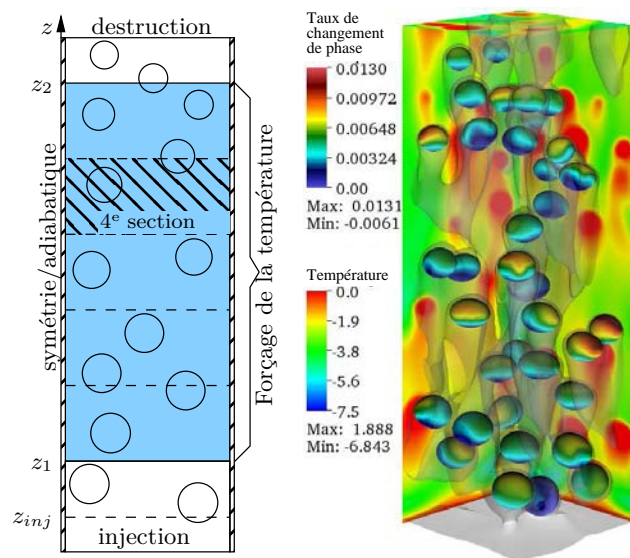 z
destruction
z2
symétrie/adiabatique
4e section
Forçage de la température
z1
zinj
injection
Taux de
changement
de phase
0.0130
0.00972
0.00648
0.00324
0.00
Max: 0.0131
Min: -0.0061
Température
0.0
-1.9
-3.8
-5.6
-7.5
Max: 1.888
Min: -6.843